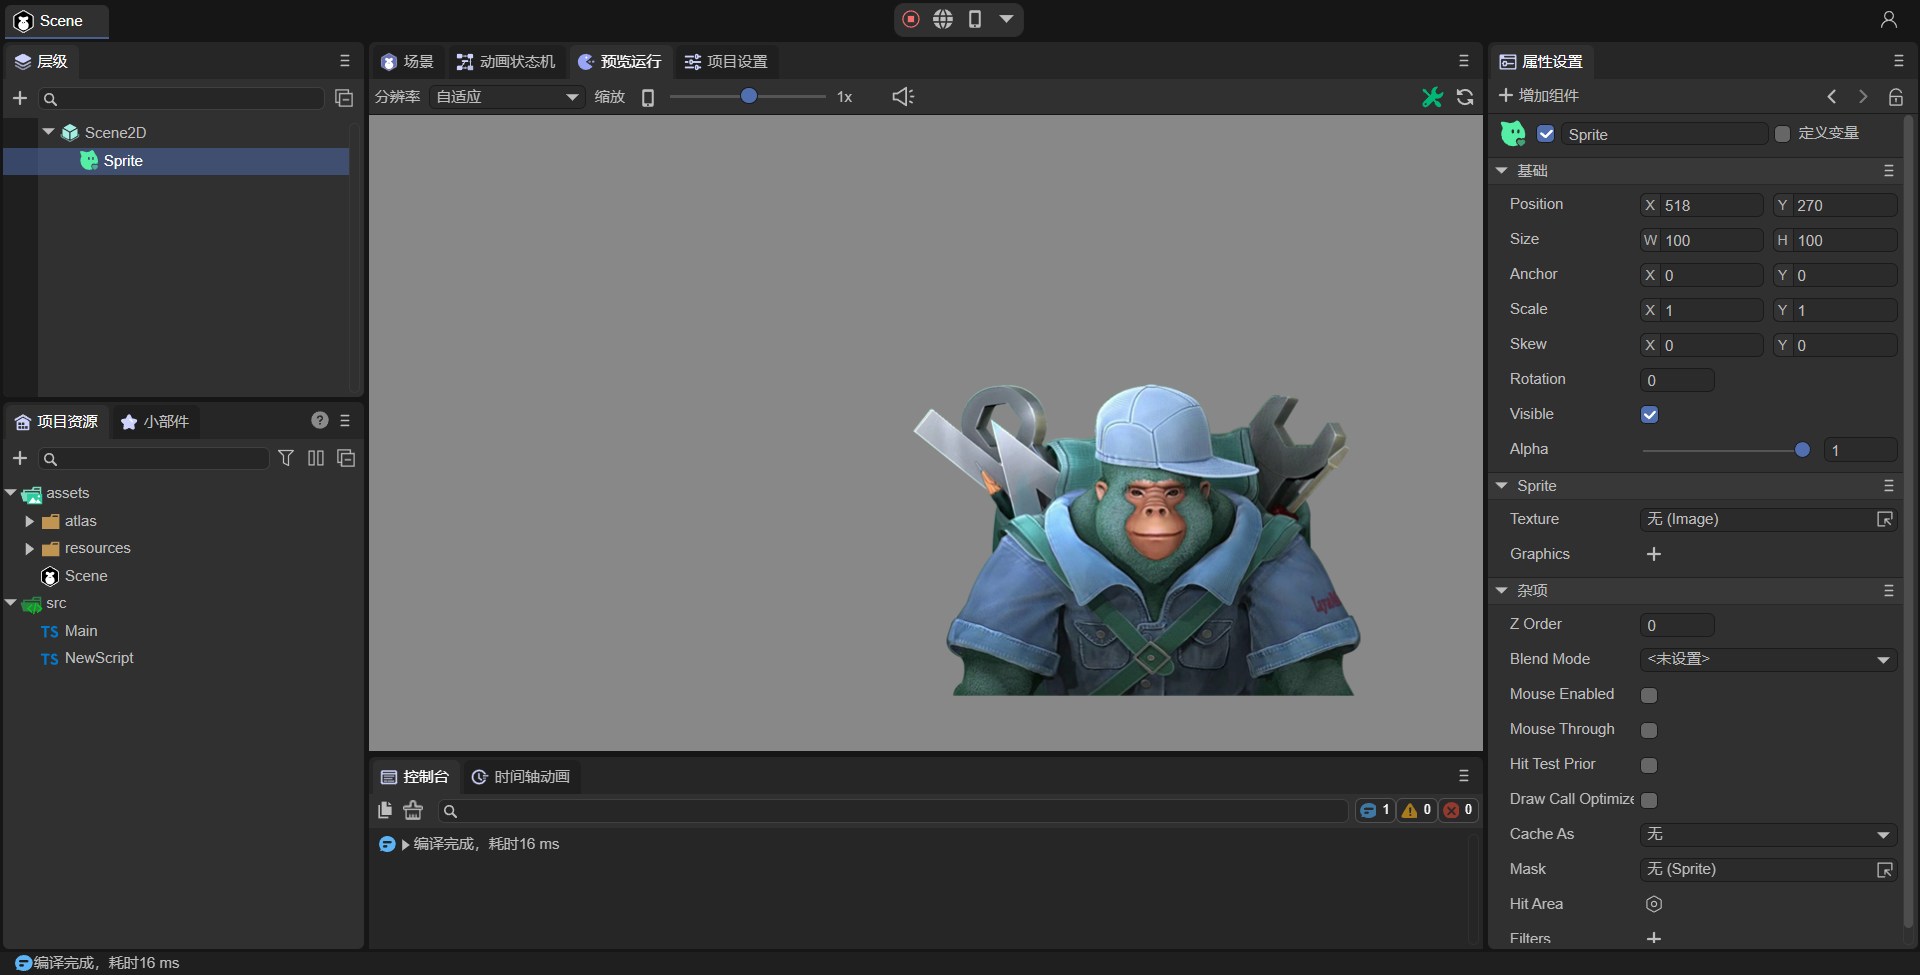 Scene
层级
Scene2D
Sprite
项目资源
小部件
?
assets
atlas
resources
Scene
src
TS Main
TS NewScript
场景
动画状态机
预览运行
项目设置
分辨率 自适应 缩放 1x
控制台
时间轴动画
1 0 0
编译完成，耗时16 ms
属性设置
增加组件
Sprite 定义变量
基础
Position X 518 Y 270
Size W 100 H 100
Anchor X 0 Y 0
Scale X 1 Y 1
Skew X 0 Y 0
Rotation 0
Visible
Alpha 1
Sprite
Texture 无 (Image)
Graphics
杂项
Z Order 0
Blend Mode <未设置>
Mouse Enabled
Mouse Through
Hit Test Prior
Draw Call Optimize
Cache As 无
Mask 无 (Sprite)
Hit Area
Filters
编译完成，耗时16 ms